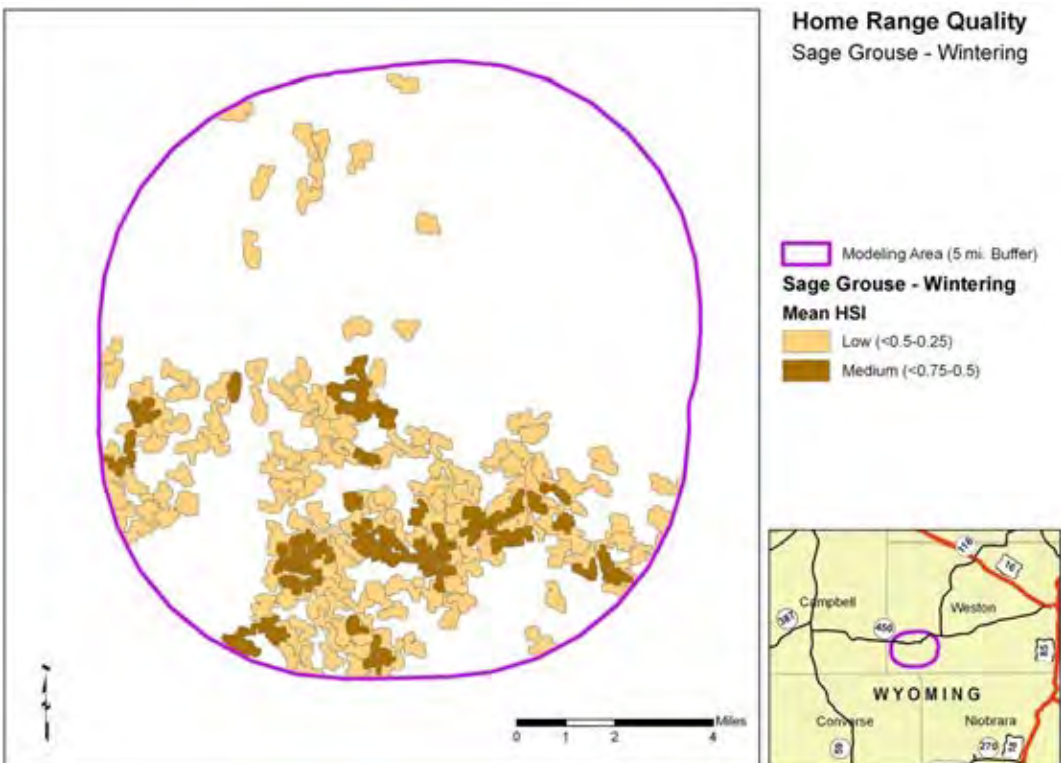 Home Range Quality
Sage Grouse - Wintering
Modeling Area (5 mi. Buffer)
Sage Grouse - Wintering
Mean HSI
Low (<0.5-0.25)
Medium (<0.75-0.5)
Miles
0 1 2 4
116
16
Campbell
Weston
387
450
85
WYOMING
Converse
Niobrara
59
270
18